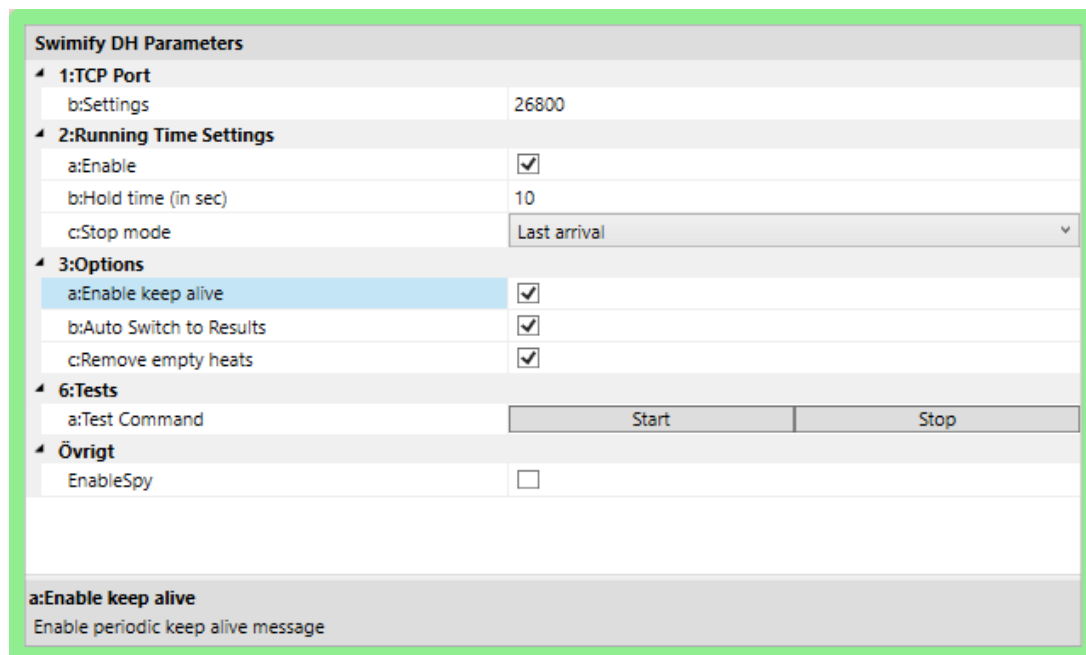 Swimify DH Parameters
1:TCP Port
b:Settings 26800
2:Running Time Settings
a:Enable
b:Hold time (in sec) 10
c:Stop mode Last arrival
3:Options
a:Enable keep alive
b:Auto Switch to Results
c:Remove empty heats
6:Tests
a:Test Command Start Stop
Övrigt
EnableSpy
a:Enable keep alive
Enable periodic keep alive message